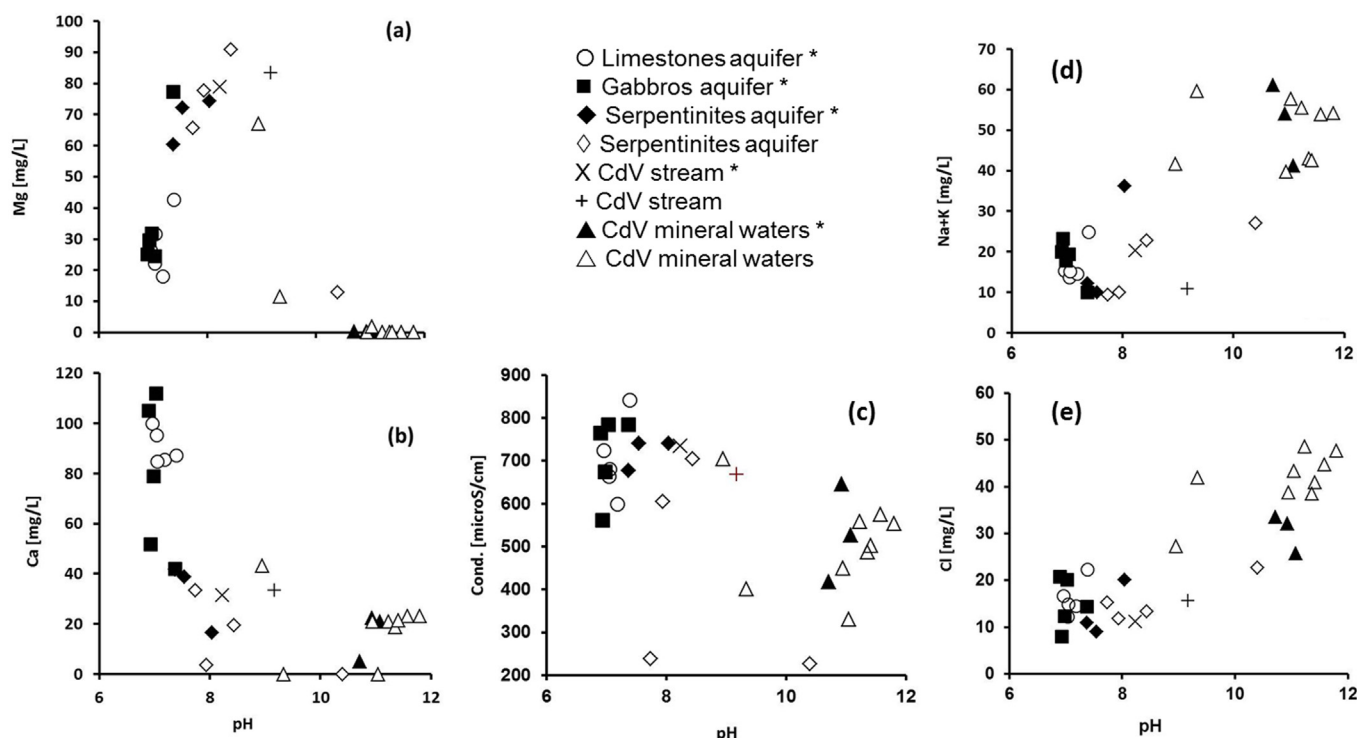 (a)
Mg [mg/L]
100
90
80
70
60
50
40
30
20
10
0
6
8
10
12
Limestones aquifer *
Gabbros aquifer *
Serpentinites aquifer *
Serpentinites aquifer
CdV stream *
CdV stream
CdV mineral waters *
CdV mineral waters
(d)
Na+K [mg/L]
70
60
50
40
30
20
10
0
6
8
10
12
(b)
Ca [mg/L]
120
100
80
60
40
20
0
6
8
10
12
pH
(c)
Cond. [microS/cm]
900
800
700
600
500
400
300
200
6
8
10
12
pH
(e)
Cl [mg/L]
60
50
40
30
20
10
0
6
8
10
12
pH